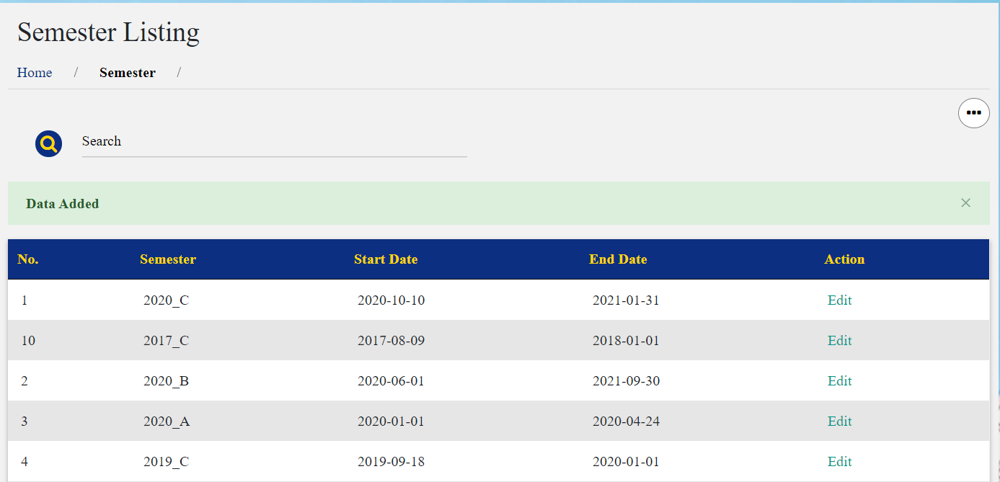 Semester Listing
Home / Semester /
•••
Search
Data Added ×
No. Semester Start Date End Date Action
1 2020_C 2020-10-10 2021-01-31 Edit
10 2017_C 2017-08-09 2018-01-01 Edit
2 2020_B 2020-06-01 2021-09-30 Edit
3 2020_A 2020-01-01 2020-04-24 Edit
4 2019_C 2019-09-18 2020-01-01 Edit